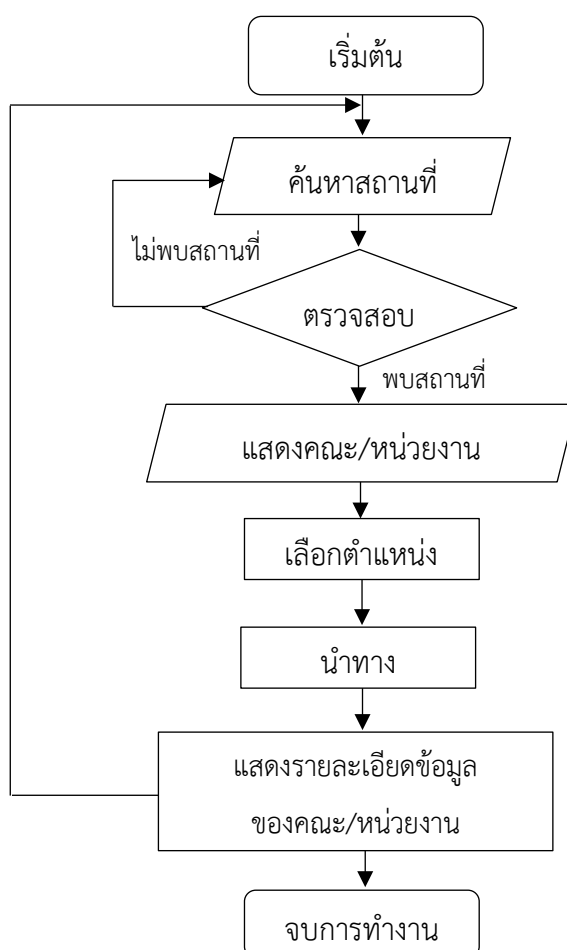 เริ่มต้น
ค้นหาสถานที่
ไม่พบสถานที่
ตรวจสอบ
พบสถานที่
แสดงคณะ/หน่วยงาน
เลือกตำแหน่ง
นำทาง
แสดงรายละเอียดข้อมูล
ของคณะ/หน่วยงาน
จบการทำงาน